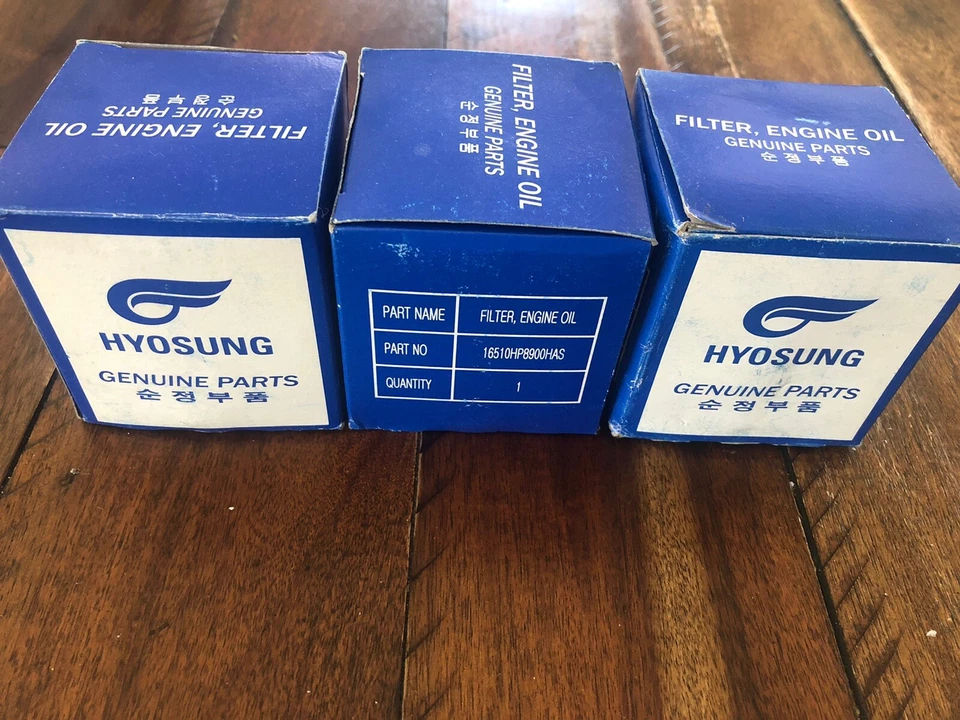 FILTER, ENGINE OIL
GENUINE PARTS
순정부품
HYOSUNG
GENUINE PARTS
순정부품
FILTER, ENGINE OIL
GENUINE PARTS
순정부품
PART NAME FILTER, ENGINE OIL
PART NO 16510HP8900HAS
QUANTITY 1
FILTER, ENGINE OIL
GENUINE PARTS
순정부품
HYOSUNG
GENUINE PARTS
순정부품